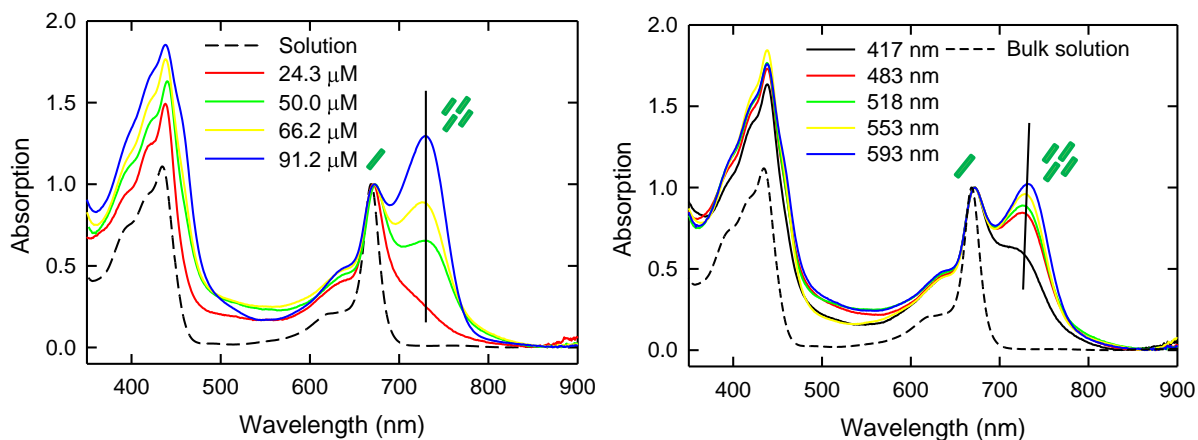 2.0
1.5
1.0
0.5
0.0
Absorption
Solution
24.3 μM
50.0 μM
66.2 μM
91.2 μM
400 500 600 700 800 900
Wavelength (nm)
2.0
1.5
1.0
0.5
0.0
Absorption
417 nm
483 nm
518 nm
553 nm
593 nm
Bulk solution
400 500 600 700 800 900
Wavelength (nm)